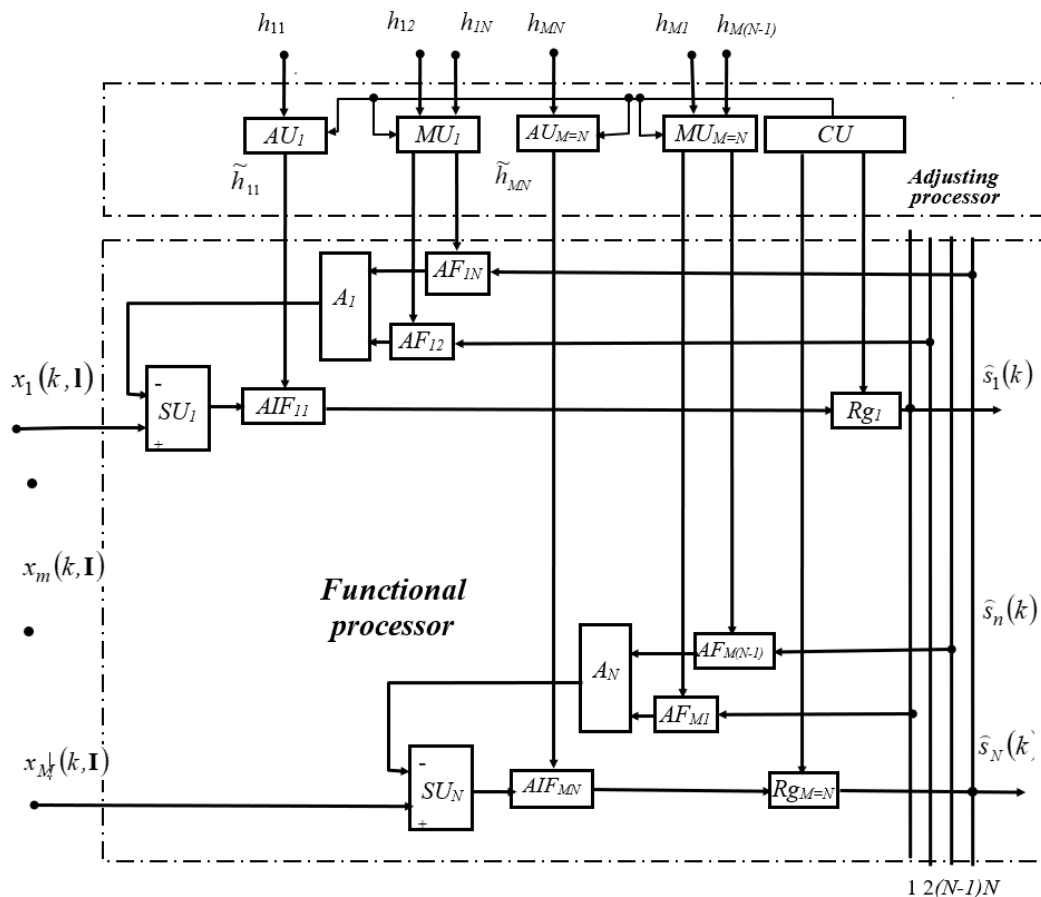 h11 h12 h1N hMN hM1 hM(N-1)
AU1 MU1 AUM=N MUM=N CU
h̃11 h̃MN
Adjusting
processor
AF1N
A1
AF12
x1(k,l) ŝ1(k)
-
SU1 AIF11 Rg1
+
xm(k,I)
Functional
processor
ŝn(k)
AFM(N-1)
AN
AFM1
xM(k,I) ŝN(k)
-
SUN AIFMN RgM=N
+
1 2(N-1)N